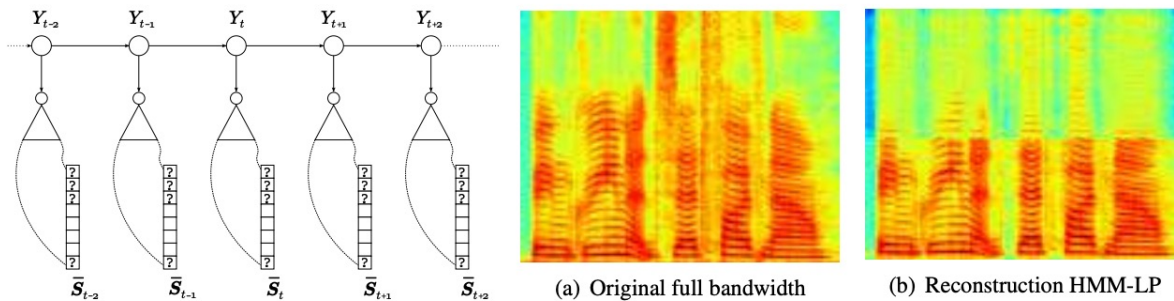 Y_{t-2} Y_{t-1} Y_t Y_{t+1} Y_{t+2}
? ? ? ? ?
? ? ? ? ?
? ? ? ? ?
? ? ? ? ?
S̄_{t-2} S̄_{t-1} S̄_t S̄_{t+1} S̄_{t+2}
(a) Original full bandwidth
(b) Reconstruction HMM-LP